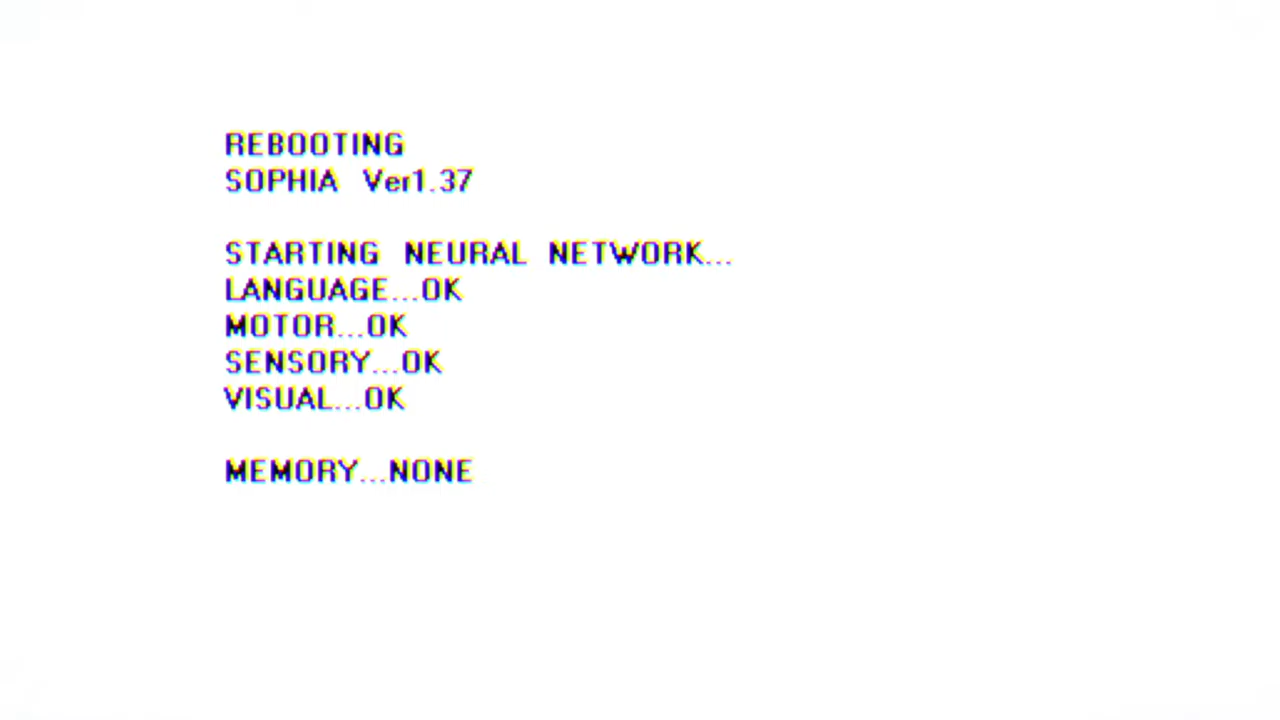 REBOOTING
SOPHIA Ver1.37
STARTING NEURAL NETWORK...
LANGUAGE...OK
MOTOR...OK
SENSORY...OK
VISUAL...OK
MEMORY...NONE